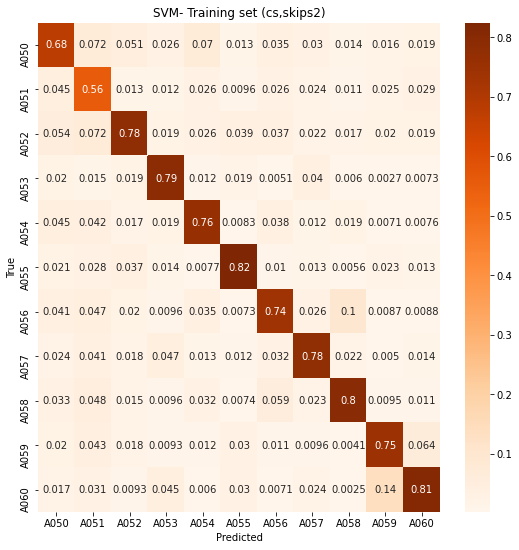 SVM- Training set (cs,skips2)
A050 0.68 0.072 0.051 0.026 0.07 0.013 0.035 0.03 0.014 0.016 0.019
A051 0.045 0.56 0.013 0.012 0.026 0.0096 0.026 0.024 0.011 0.025 0.029
A052 0.054 0.072 0.78 0.019 0.026 0.039 0.037 0.022 0.017 0.02 0.019
A053 0.02 0.015 0.019 0.79 0.012 0.019 0.0051 0.04 0.006 0.0027 0.0073
A054 0.045 0.042 0.017 0.019 0.76 0.0083 0.038 0.012 0.019 0.0071 0.0076
A055 0.021 0.028 0.037 0.014 0.0077 0.82 0.01 0.013 0.0056 0.023 0.013
A056 0.041 0.047 0.02 0.0096 0.035 0.0073 0.74 0.026 0.1 0.0087 0.0088
A057 0.024 0.041 0.018 0.047 0.013 0.012 0.032 0.78 0.022 0.005 0.014
A058 0.033 0.048 0.015 0.0096 0.032 0.0074 0.059 0.023 0.8 0.0095 0.011
A059 0.02 0.043 0.018 0.0093 0.012 0.03 0.011 0.0096 0.0041 0.75 0.064
A060 0.017 0.031 0.0093 0.045 0.006 0.03 0.0071 0.024 0.0025 0.14 0.81
A050 A051 A052 A053 A054 A055 A056 A057 A058 A059 A060
Predicted
True
0.8
0.7
0.6
0.5
0.4
0.3
0.2
0.1